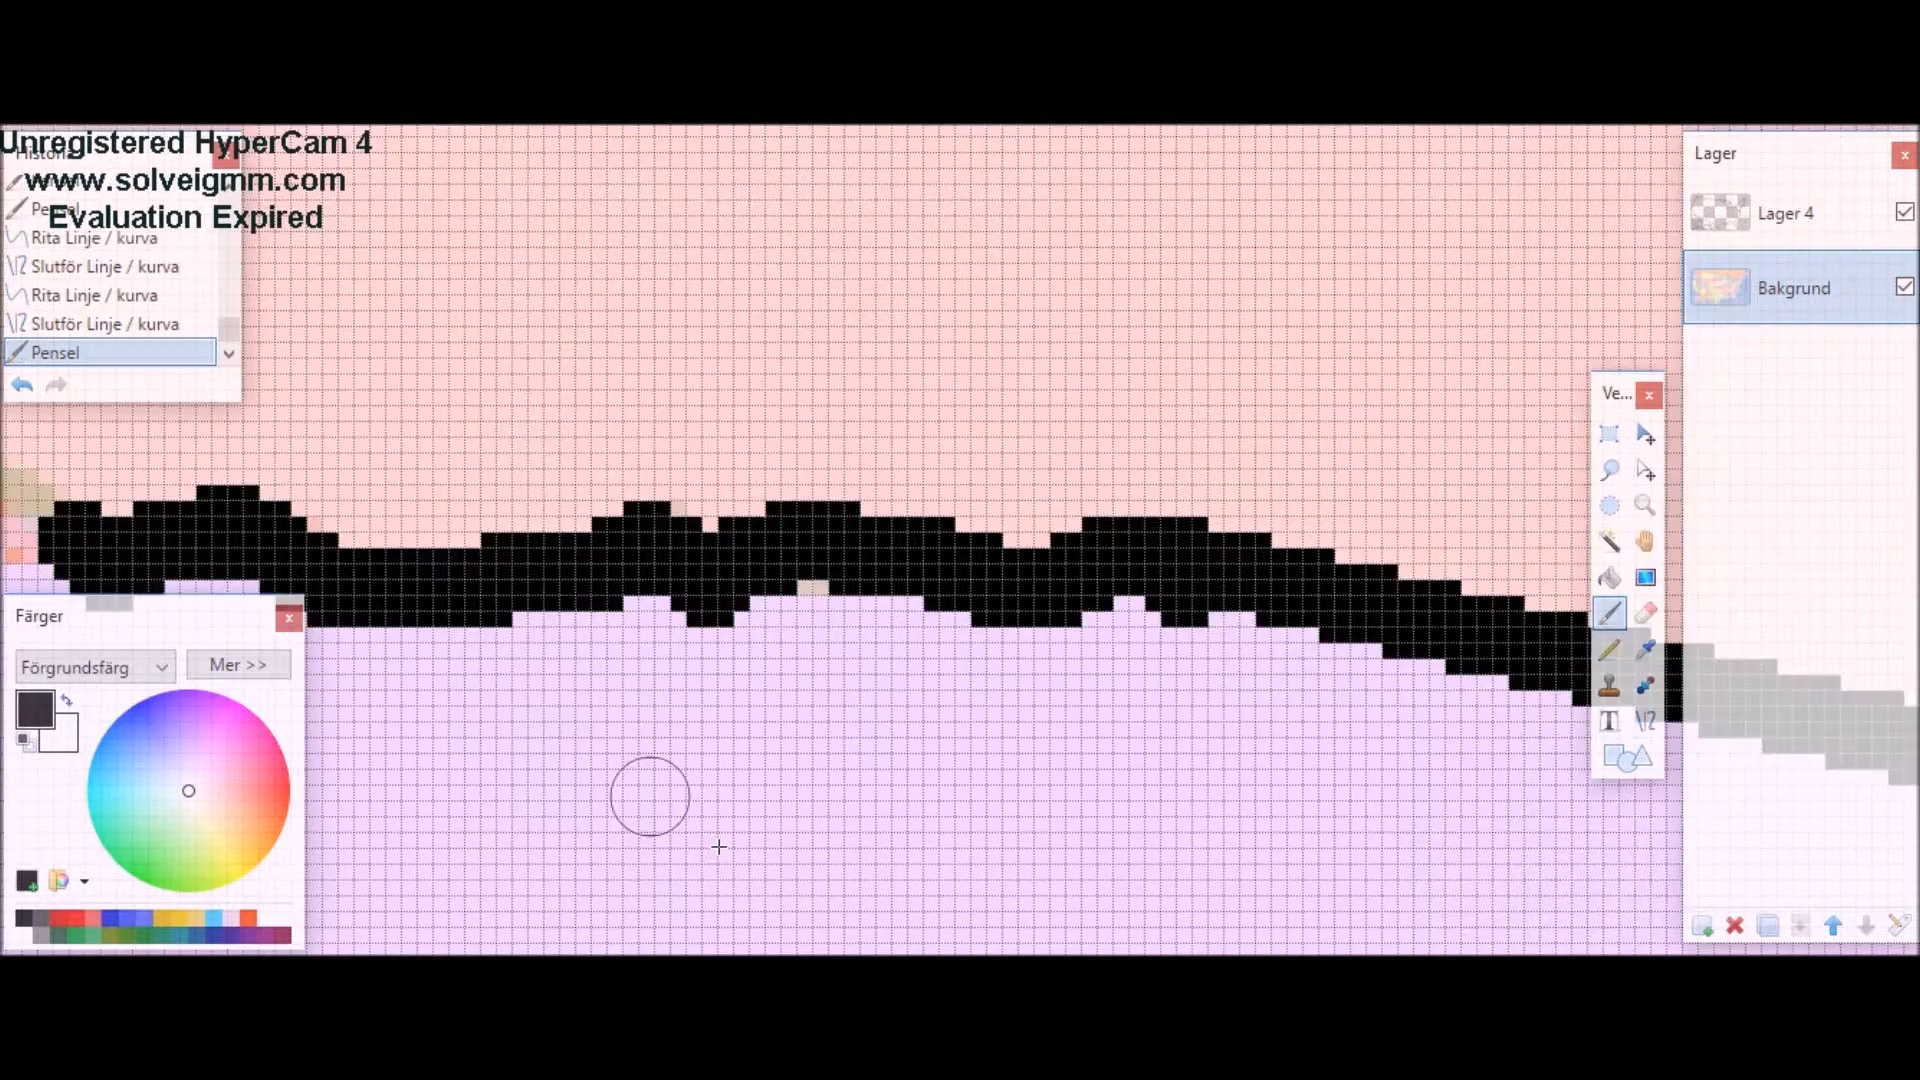 Unregistered HyperCam 4
www.solveigmm.com
Evaluation Expired
Rita Linje / kurva
Slutför Linje / kurva
Rita Linje / kurva
Slutför Linje / kurva
Pensel
Färger
Förgrundsfärg
Mer >>
Ve...
Lager
Lager 4
Bakgrund